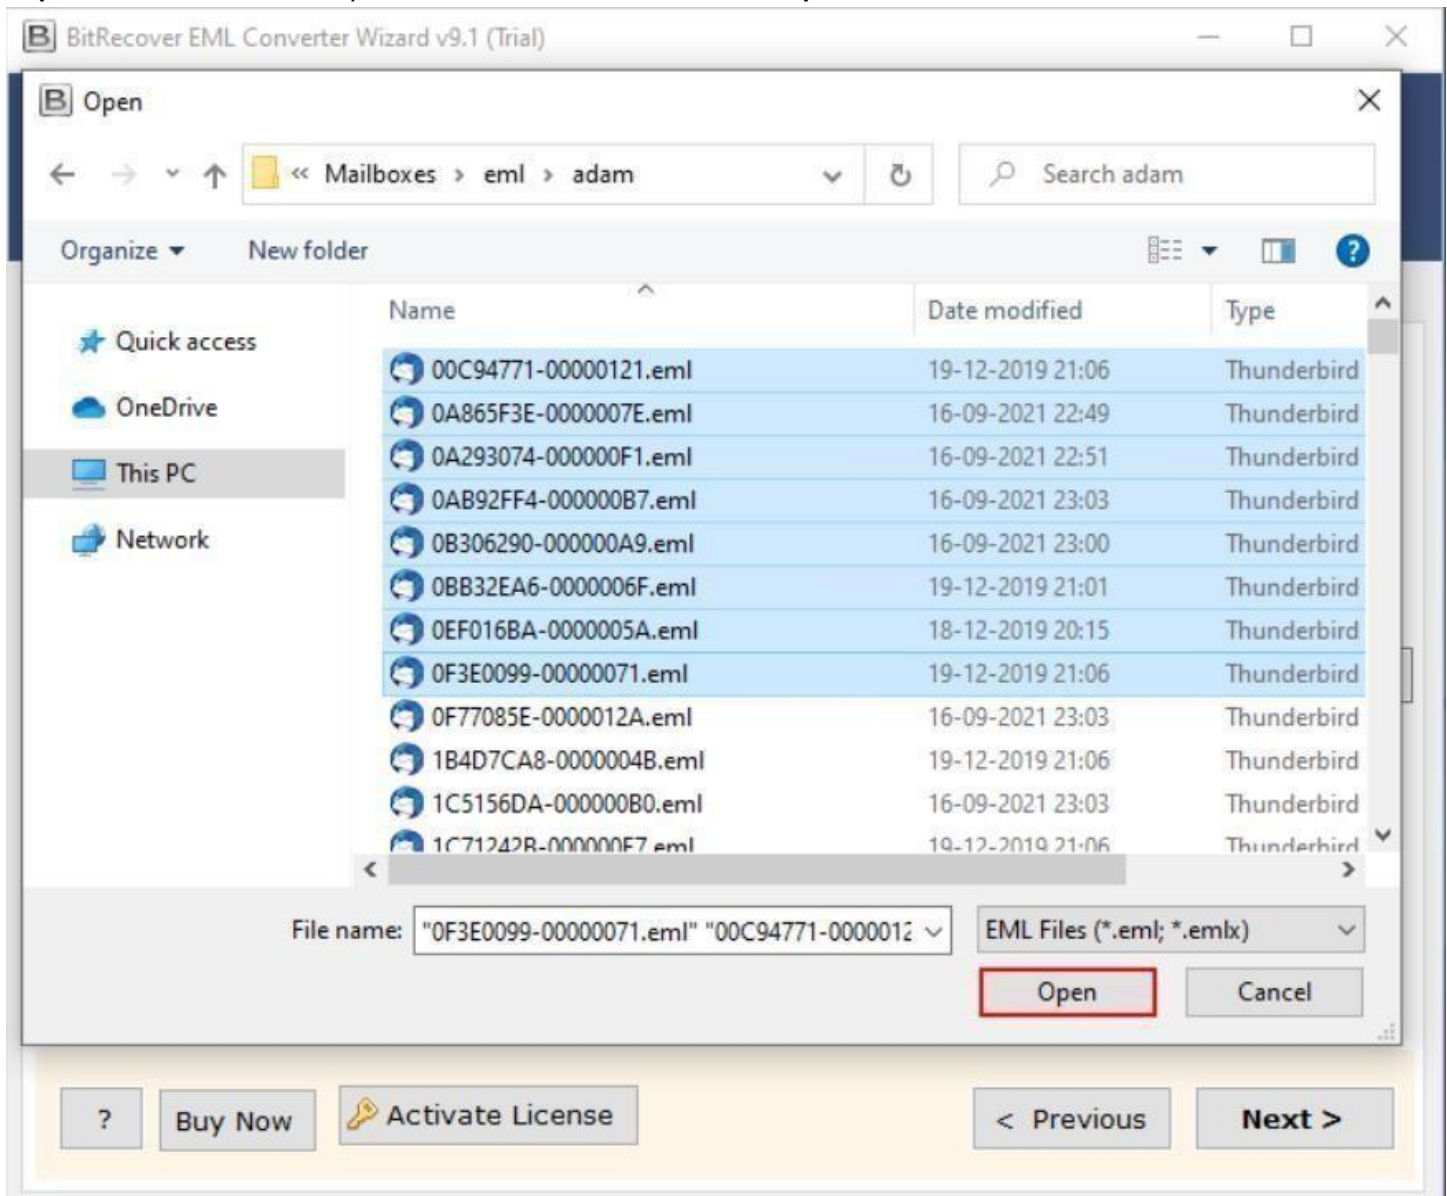 BitRecover EML Converter Wizard v9.1 (Trial)
Open
« Mailboxes > eml > adam
Search adam
Organize
New folder
?
Name
Date modified
Type
Quick access
OneDrive
This PC
Network
00C94771-00000121.eml 19-12-2019 21:06 Thunderbird
0A865F3E-0000007E.eml 16-09-2021 22:49 Thunderbird
0A293074-000000F1.eml 16-09-2021 22:51 Thunderbird
0AB92FF4-000000B7.eml 16-09-2021 23:03 Thunderbird
0B306290-000000A9.eml 16-09-2021 23:00 Thunderbird
0BB32EA6-0000006F.eml 19-12-2019 21:01 Thunderbird
0EF016BA-0000005A.eml 18-12-2019 20:15 Thunderbird
0F3E0099-00000071.eml 19-12-2019 21:06 Thunderbird
0F77085E-0000012A.eml 16-09-2021 23:03 Thunderbird
1B4D7CA8-0000004B.eml 19-12-2019 21:06 Thunderbird
1C5156DA-000000B0.eml 16-09-2021 23:03 Thunderbird
19-12-2019 21:06 Thunderbird
File name: "0F3E0099-00000071.eml" "00C94771-0000012
EML Files (*.eml; *.emlx)
Open
Cancel
?
Buy Now
Activate License
< Previous
Next >